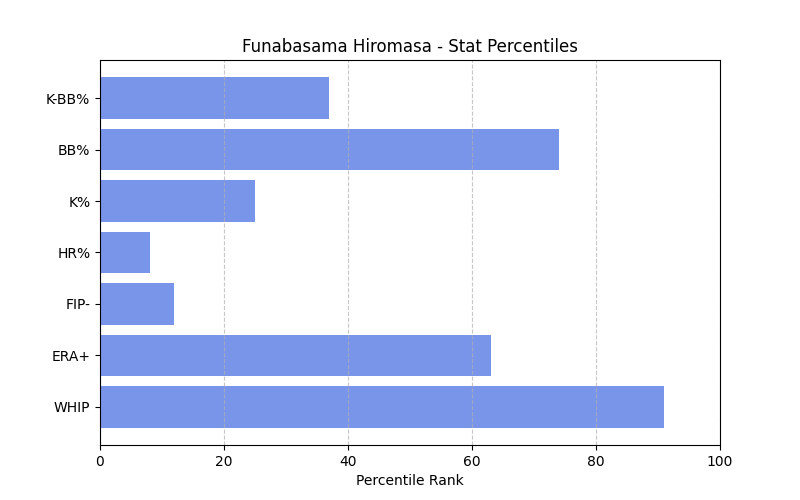 Funabasama Hiromasa - Stat Percentiles
K-BB%
BB%
K%
HR%
FIP-
ERA+
WHIP
0 20 40 60 80 100
Percentile Rank